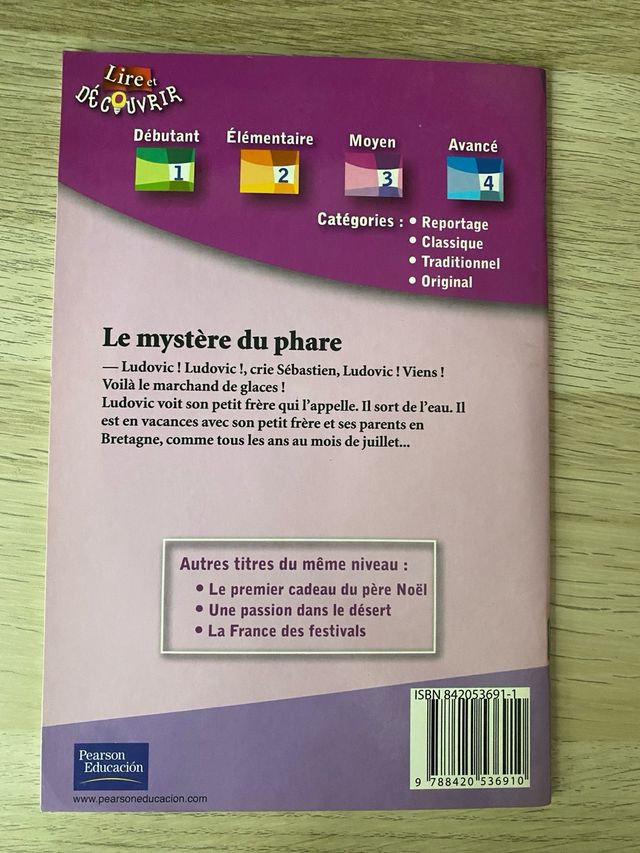 Lire et
DÉCOUVRIR
Débutant
Élémentaire
Moyen
Avancé
1
2
3
4
Catégories : • Reportage
• Classique
• Traditionnel
• Original
Le mystère du phare
— Ludovic ! Ludovic !, crie Sébastien, Ludovic ! Viens !
Voilà le marchand de glaces !
Ludovic voit son petit frère qui l'appelle. Il sort de l'eau. Il
est en vacances avec son petit frère et ses parents en
Bretagne, comme tous les ans au mois de juillet...
Autres titres du même niveau :
• Le premier cadeau du père Noël
• Une passion dans le désert
• La France des festivals
ISBN 842053691-1
9 788420 536910
Pearson
Educación
www.pearsoneducacion.com